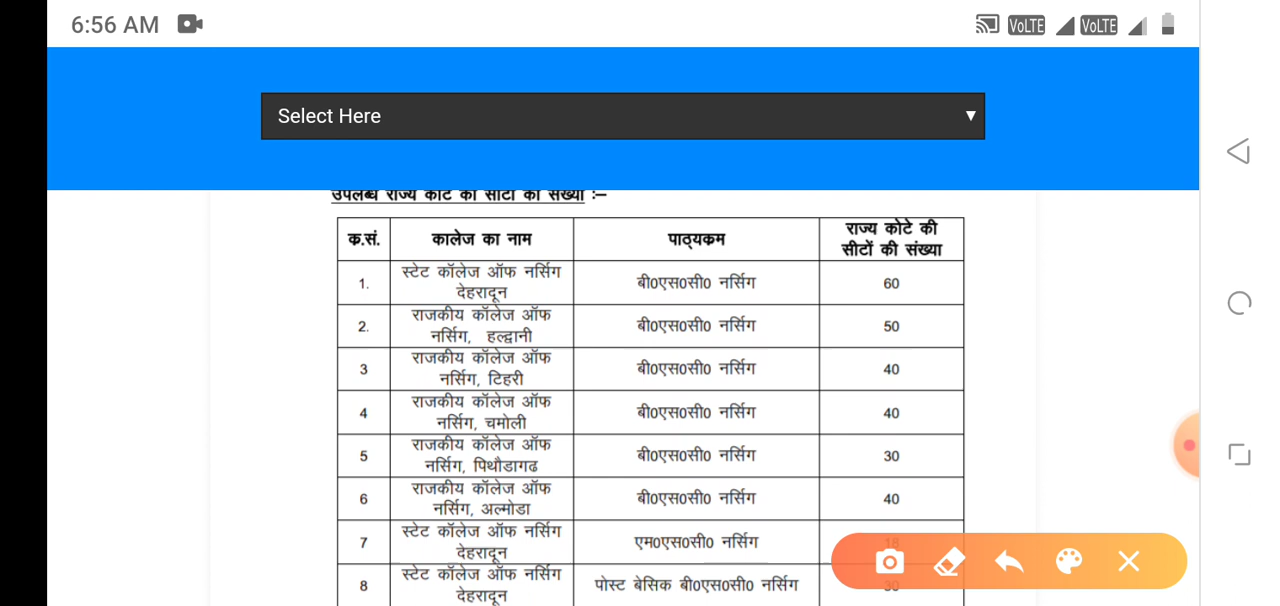 6:56 AM VoLTE VoLTE
Select Here ▼
उपलब्ध राज्य कोटे की सीटों की संख्या :–
क्र.सं. कालेज का नाम पाठ्यक्रम राज्य कोटे की सीटों की संख्या
1. स्टेट कॉलेज ऑफ नर्सिग देहरादून बी0एस0सी0 नर्सिग 60
2. राजकीय कॉलेज ऑफ नर्सिग, हल्द्वानी बी0एस0सी0 नर्सिग 50
3 राजकीय कॉलेज ऑफ नर्सिग, टिहरी बी0एस0सी0 नर्सिग 40
4 राजकीय कॉलेज ऑफ नर्सिग, चमोली बी0एस0सी0 नर्सिग 40
5 राजकीय कॉलेज ऑफ नर्सिग, पिथौडागढ बी0एस0सी0 नर्सिग 30
6 राजकीय कॉलेज ऑफ नर्सिग, अल्मोडा बी0एस0सी0 नर्सिग 40
7 स्टेट कॉलेज ऑफ नर्सिग देहरादून एम0एस0सी0 नर्सिग 18
8 स्टेट कॉलेज ऑफ नर्सिग देहरादून पोस्ट बेसिक बी0एस0सी0 नर्सिग 30